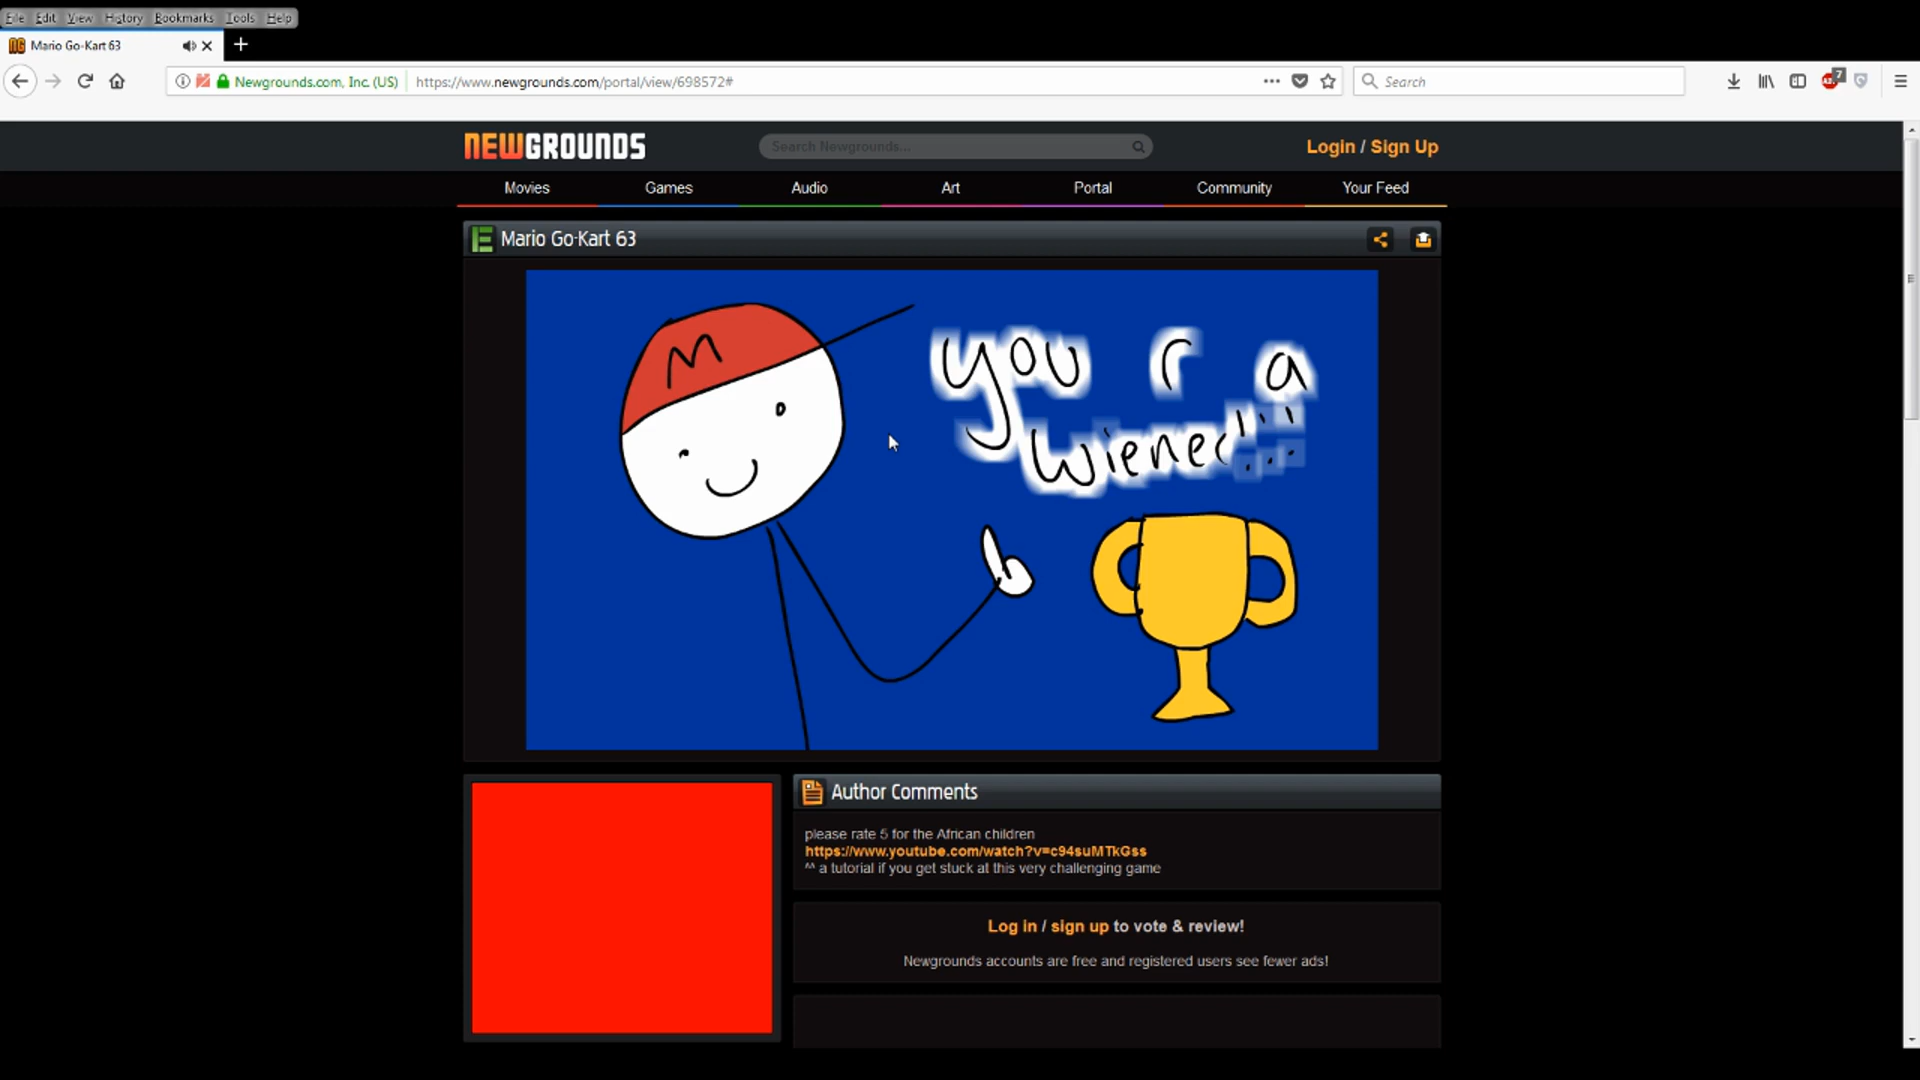 File Edit View History Bookmarks Tools Help
Mario Go-Kart 63
Newgrounds.com, Inc. (US) https://www.newgrounds.com/portal/view/698572# Search 7
NEWGROUNDS Search Newgrounds... Login / Sign Up
Movies Games Audio Art Portal Community Your Feed
E Mario Go-Kart 63
M
you r a
wiener!...
Author Comments
please rate 5 for the African children
https://www.youtube.com/watch?v=c94suMTkGss
^^ a tutorial if you get stuck at this very challenging game
Log in / sign up to vote & review!
Newgrounds accounts are free and registered users see fewer ads!